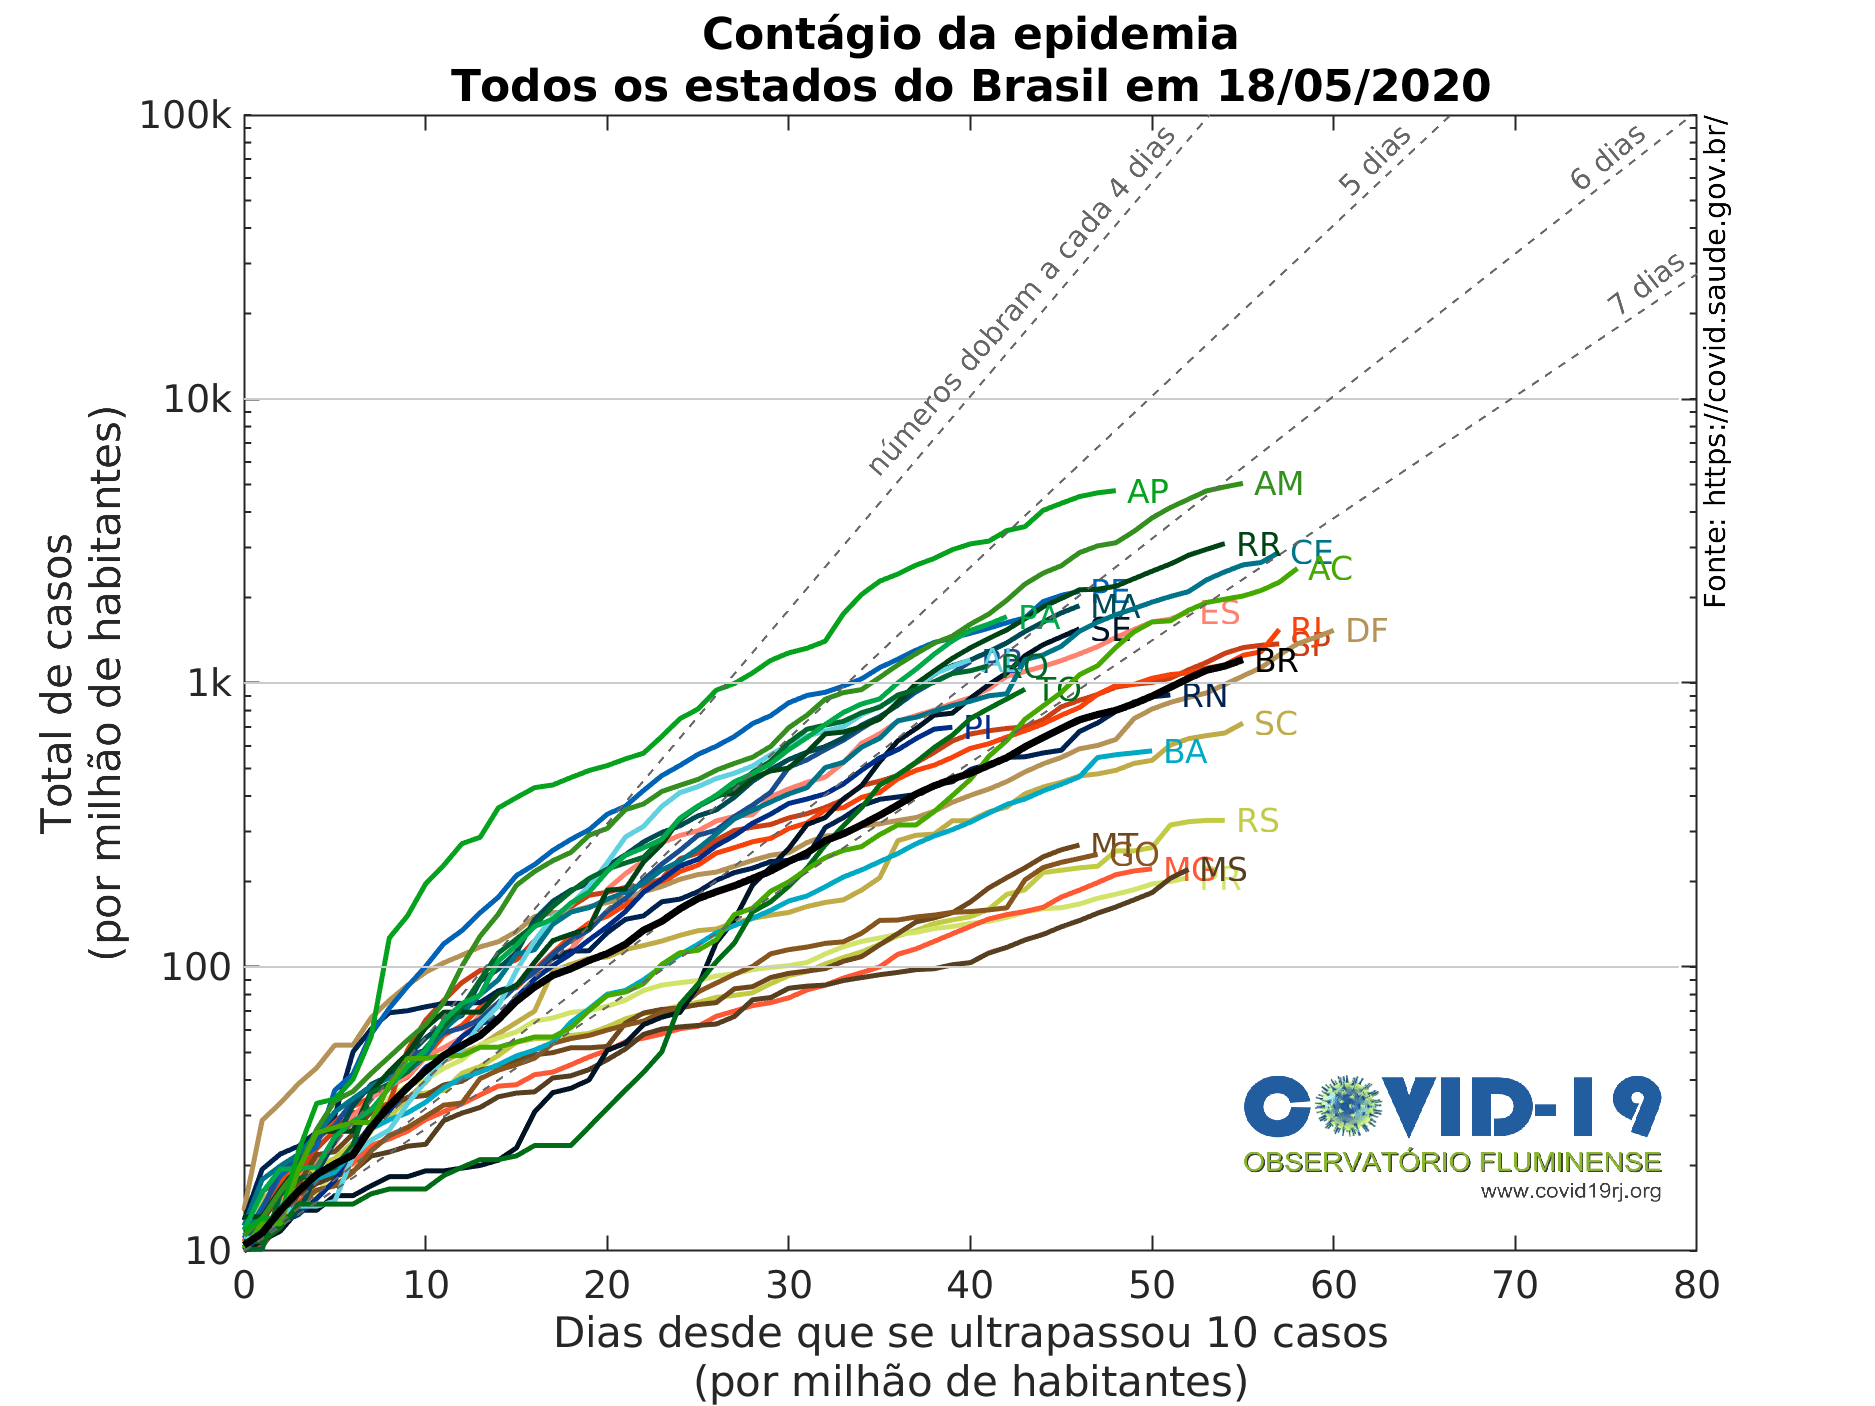 Contágio da epidemia
Todos os estados do Brasil em 18/05/2020
100k
10k
1k
100
10
Total de casos
(por milhão de habitantes)
números dobram a cada 4 dias
5 dias
6 dias
7 dias
Fonte: https://covid.saude.gov.br/
AP
AM
RR
CE
AC
PE
MA
PA
ES
SE
RJ
SP
DF
BR
RO
TO
RN
PI
SC
BA
RS
MT
GO
MG
MS
PR
COVID-19
OBSERVATÓRIO FLUMINENSE
www.covid19rj.org
0 10 20 30 40 50 60 70 80
Dias desde que se ultrapassou 10 casos
(por milhão de habitantes)